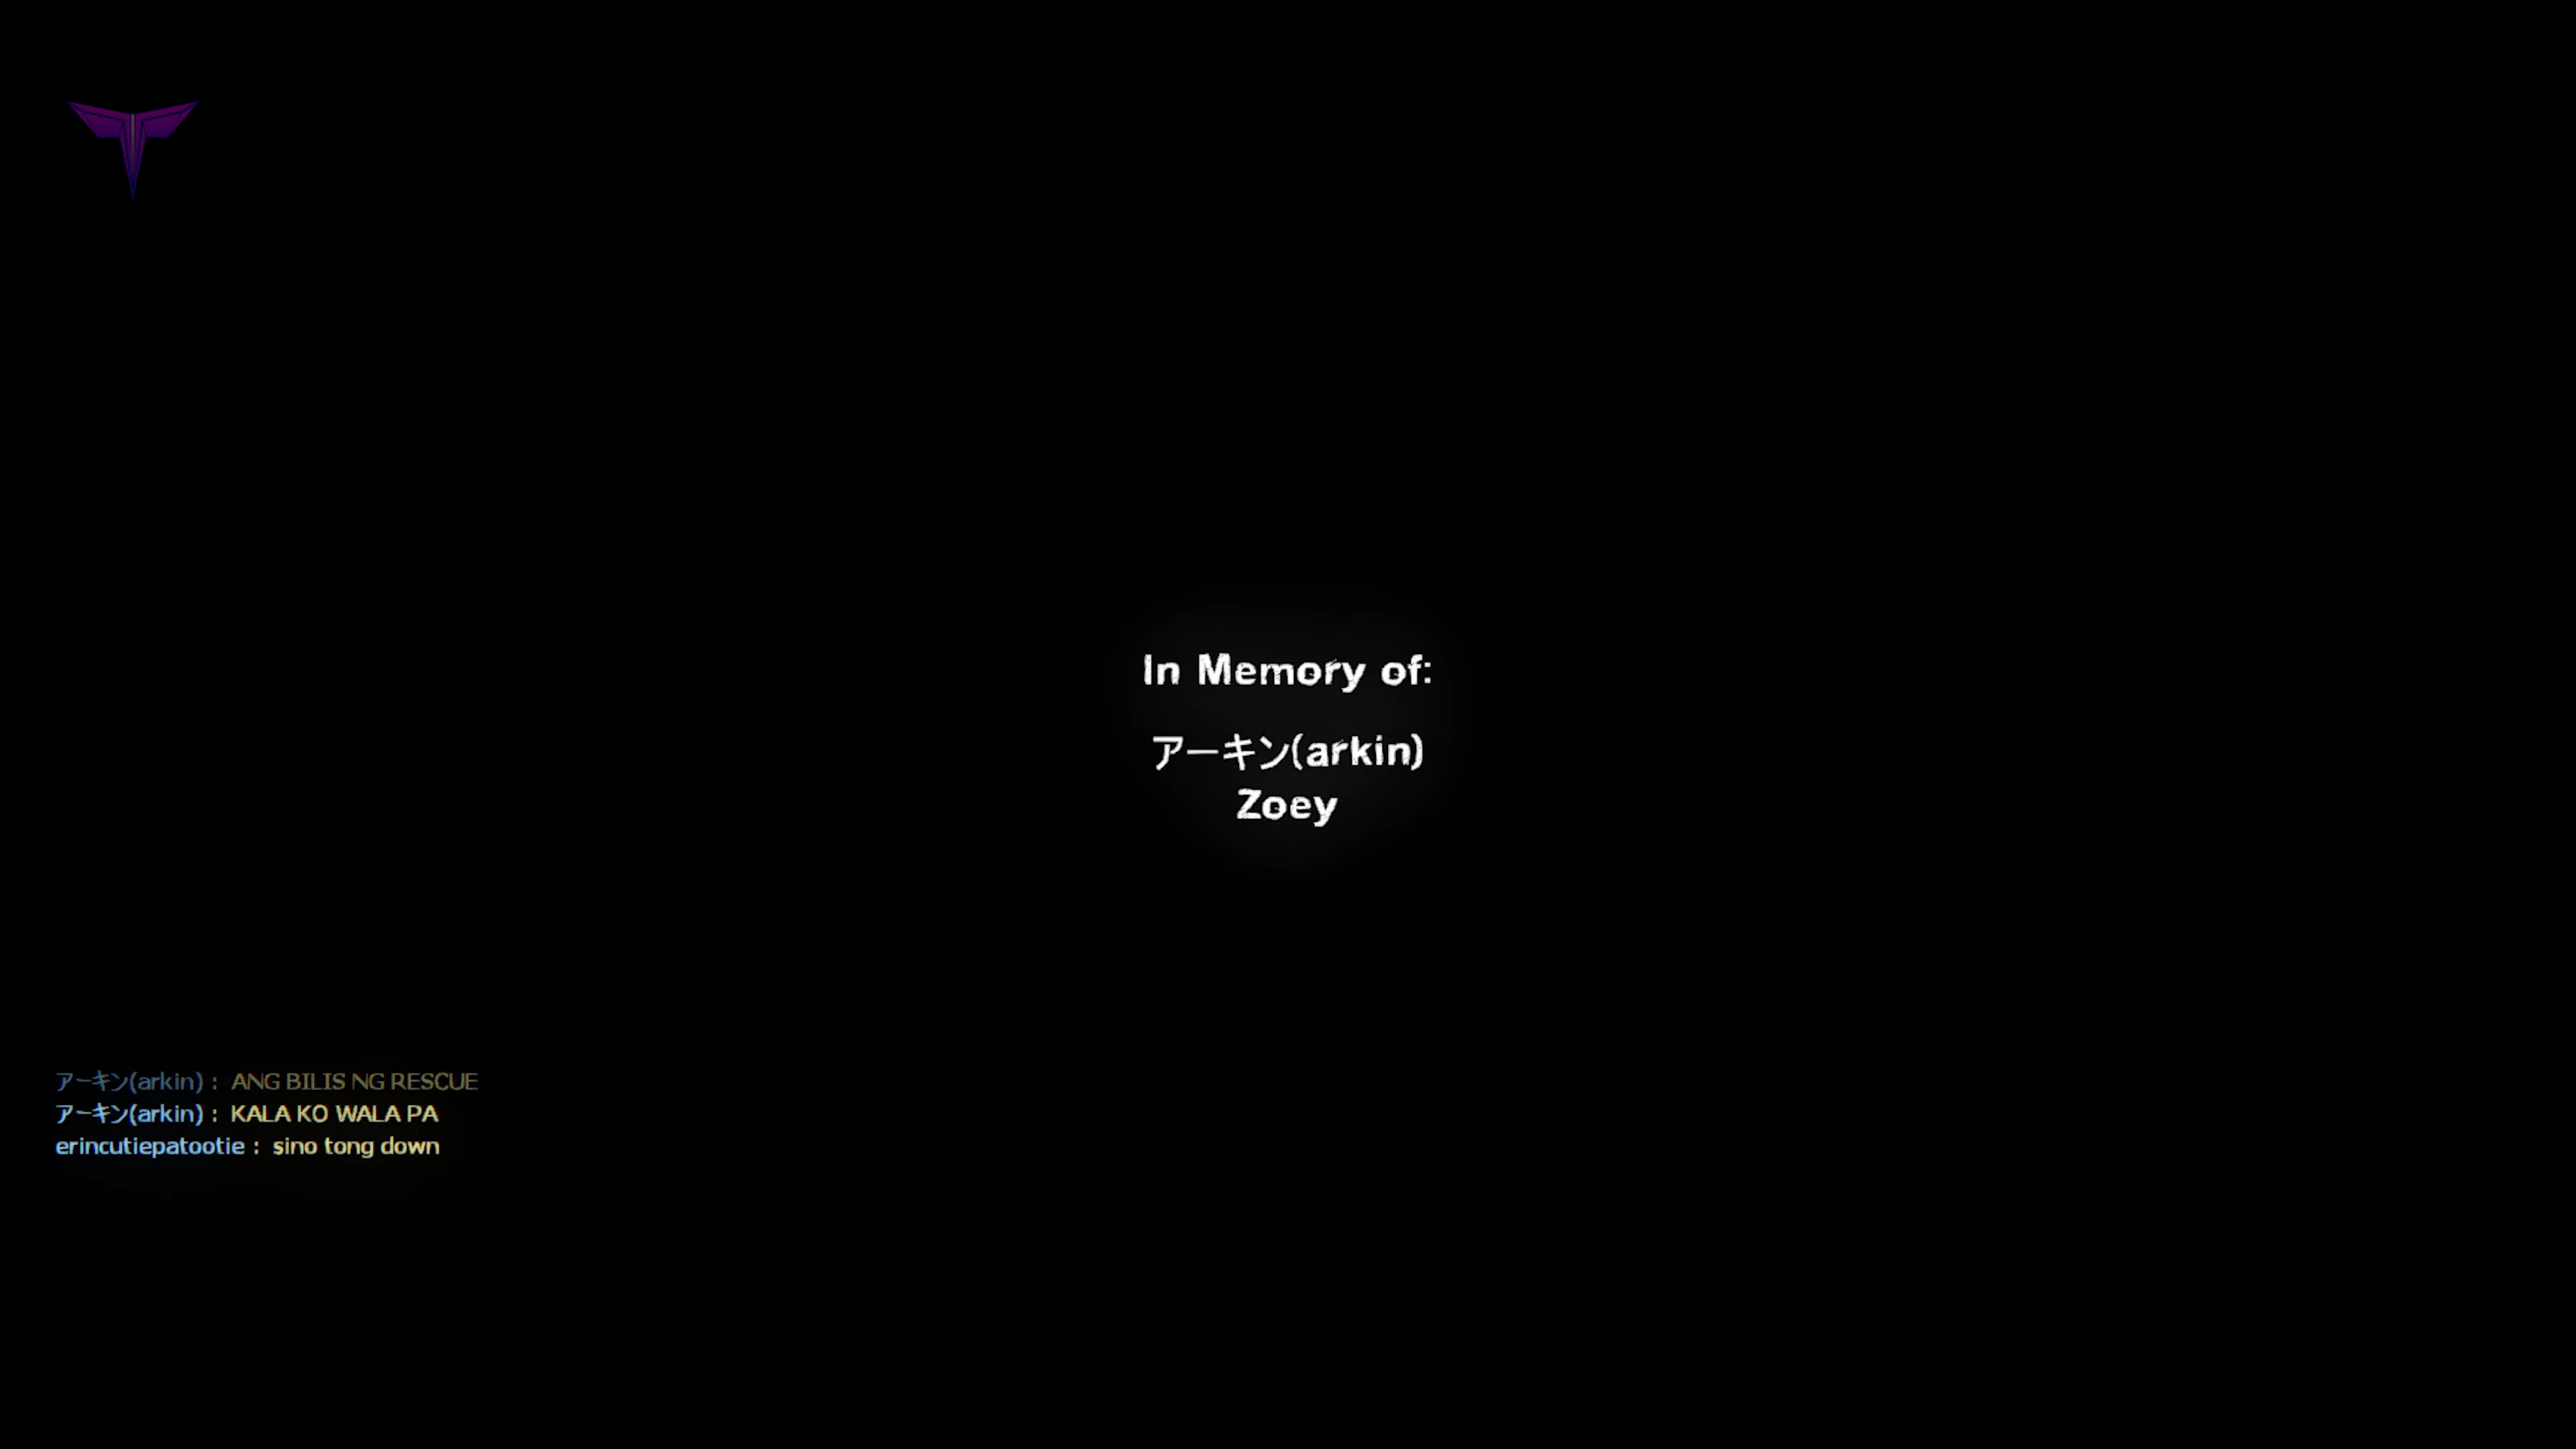 In Memory of:
アーキン(arkin)
Zoey
アーキン(arkin) : ANG BILIS NG RESCUE
アーキン(arkin) : KALA KO WALA PA
erincutiepatootie : sino tong down